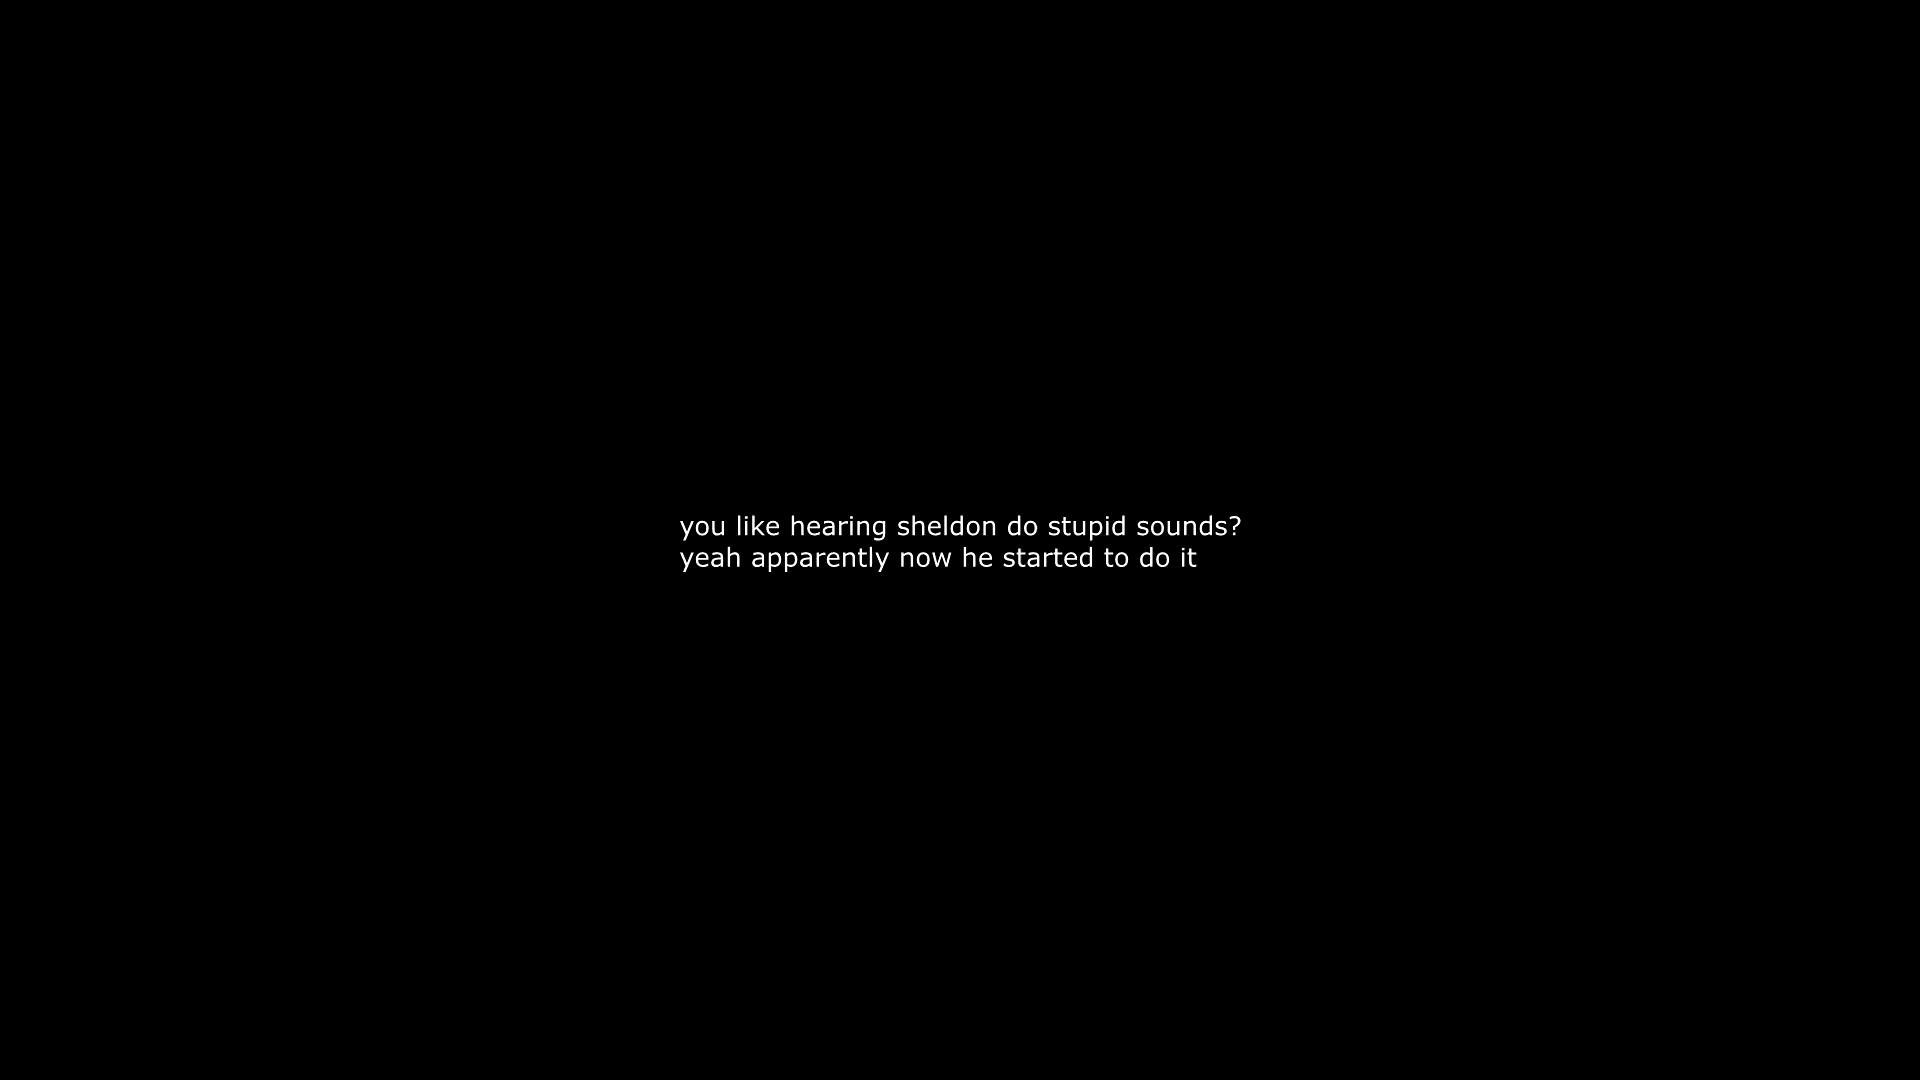 you like hearing sheldon do stupid sounds?
yeah apparently now he started to do it